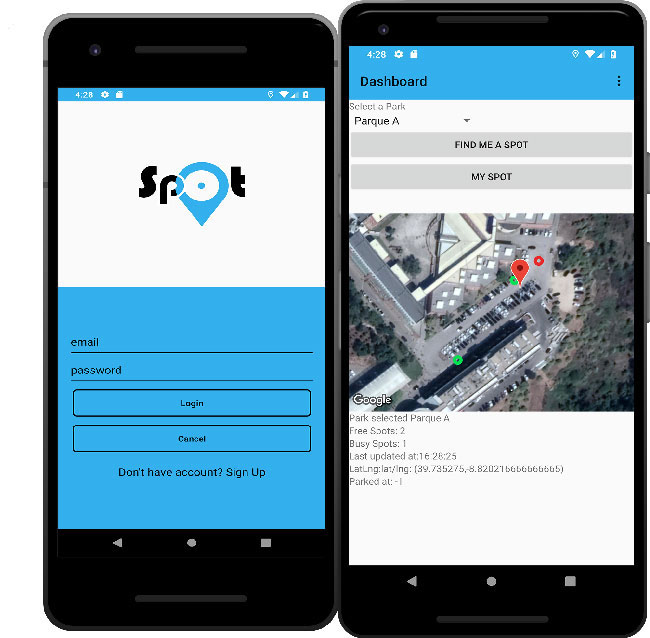 4:28
Spot
email
password
Login
Cancel
Don't have account? Sign Up
4:28
Dashboard
Select a Park
Parque A
FIND ME A SPOT
MY SPOT
Google
Park selected Parque A
Free Spots: 2
Busy Spots: 1
Last updated at:16:28:25
LatLng:lat/lng: (39.735275,-8.820216666666665)
Parked at: -1